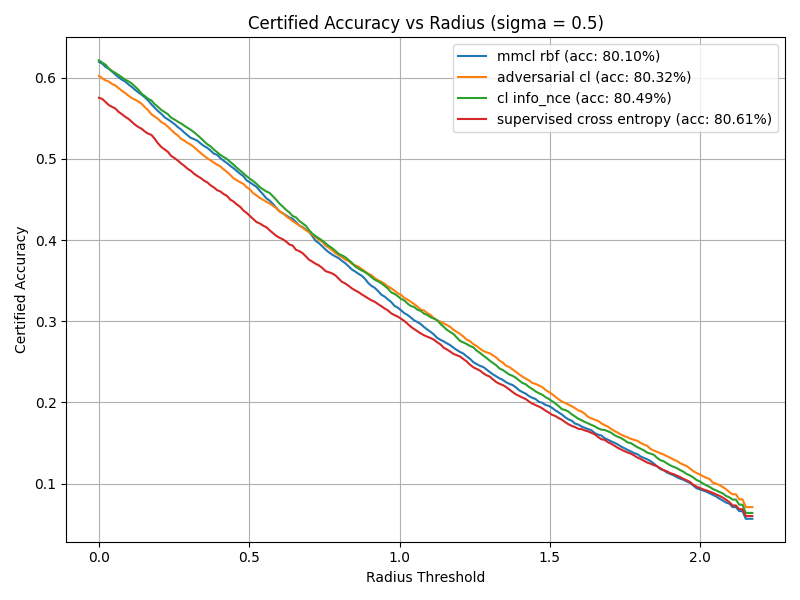 Certified Accuracy vs Radius (sigma = 0.5)
mmcl rbf (acc: 80.10%)
adversarial cl (acc: 80.32%)
cl info_nce (acc: 80.49%)
supervised cross entropy (acc: 80.61%)
Certified Accuracy
0.6
0.5
0.4
0.3
0.2
0.1
0.0 0.5 1.0 1.5 2.0
Radius Threshold